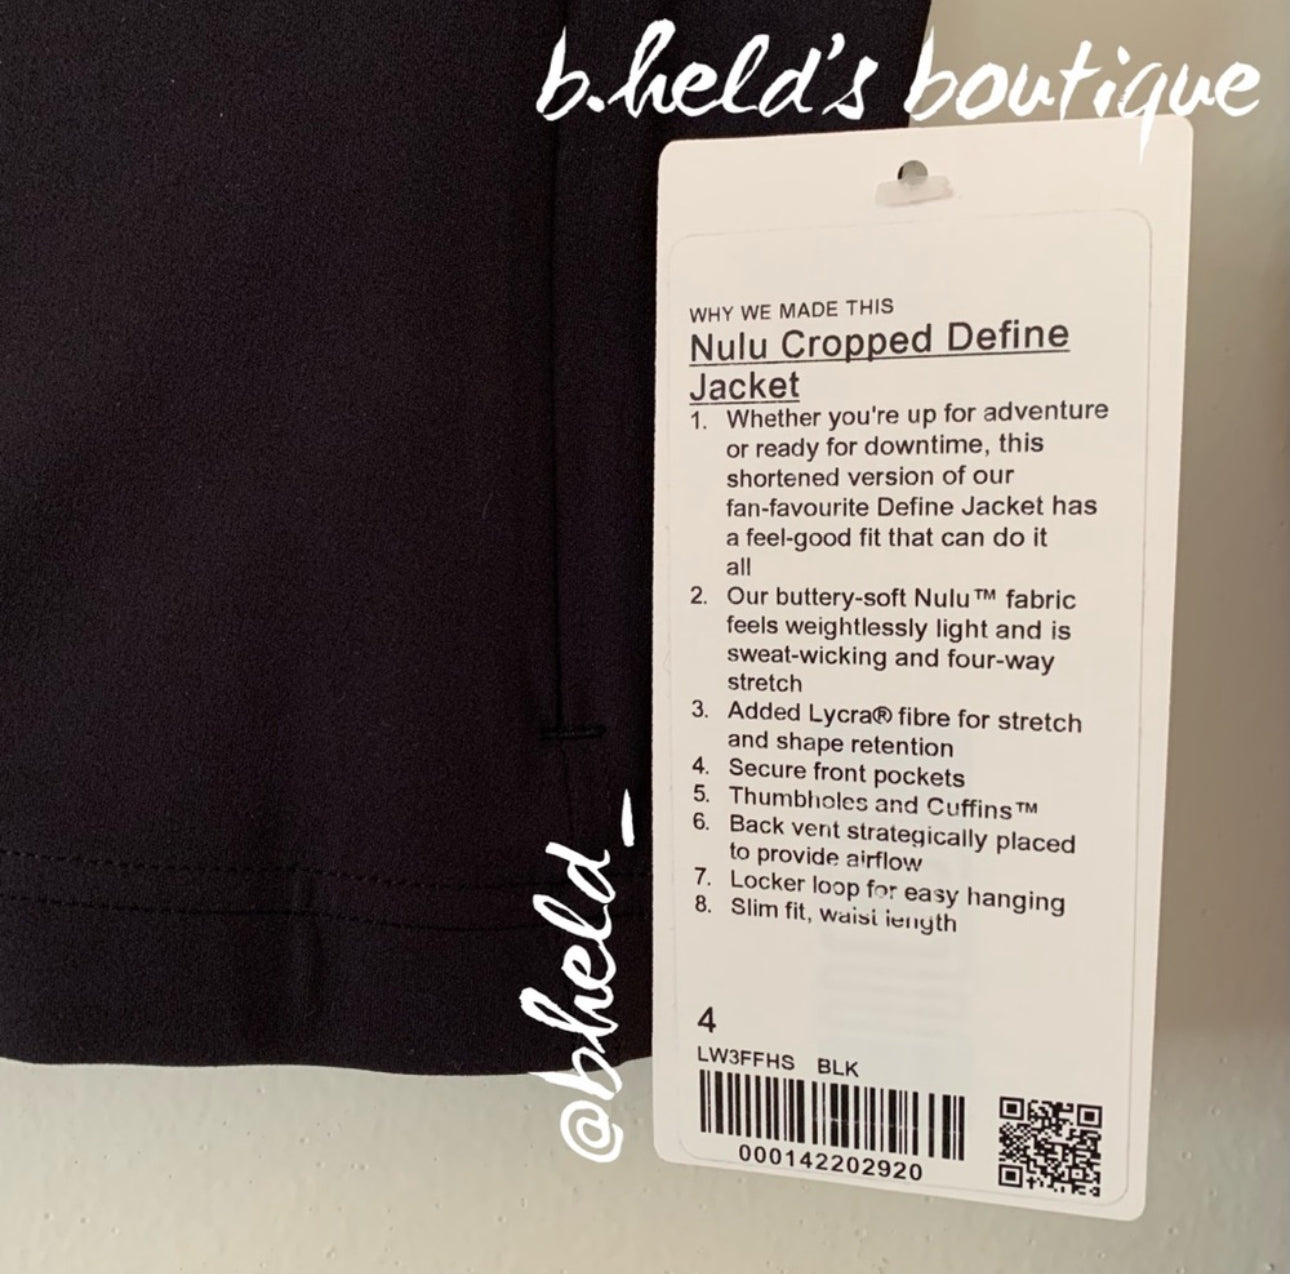 b.held's boutique
WHY WE MADE THIS
Nulu Cropped Define
Jacket
1. Whether you're up for adventure
or ready for downtime, this
shortened version of our
fan-favourite Define Jacket has
a feel-good fit that can do it
all
2. Our buttery-soft Nulu™ fabric
feels weightlessly light and is
sweat-wicking and four-way
stretch
3. Added Lycra® fibre for stretch
and shape retention
4. Secure front pockets
5. Thumbholes and Cuffins™
6. Back vent strategically placed
to provide airflow
7. Locker loop for easy hanging
8. Slim fit, waist length
4
LW3FFHS BLK
000142202920
@bheld_